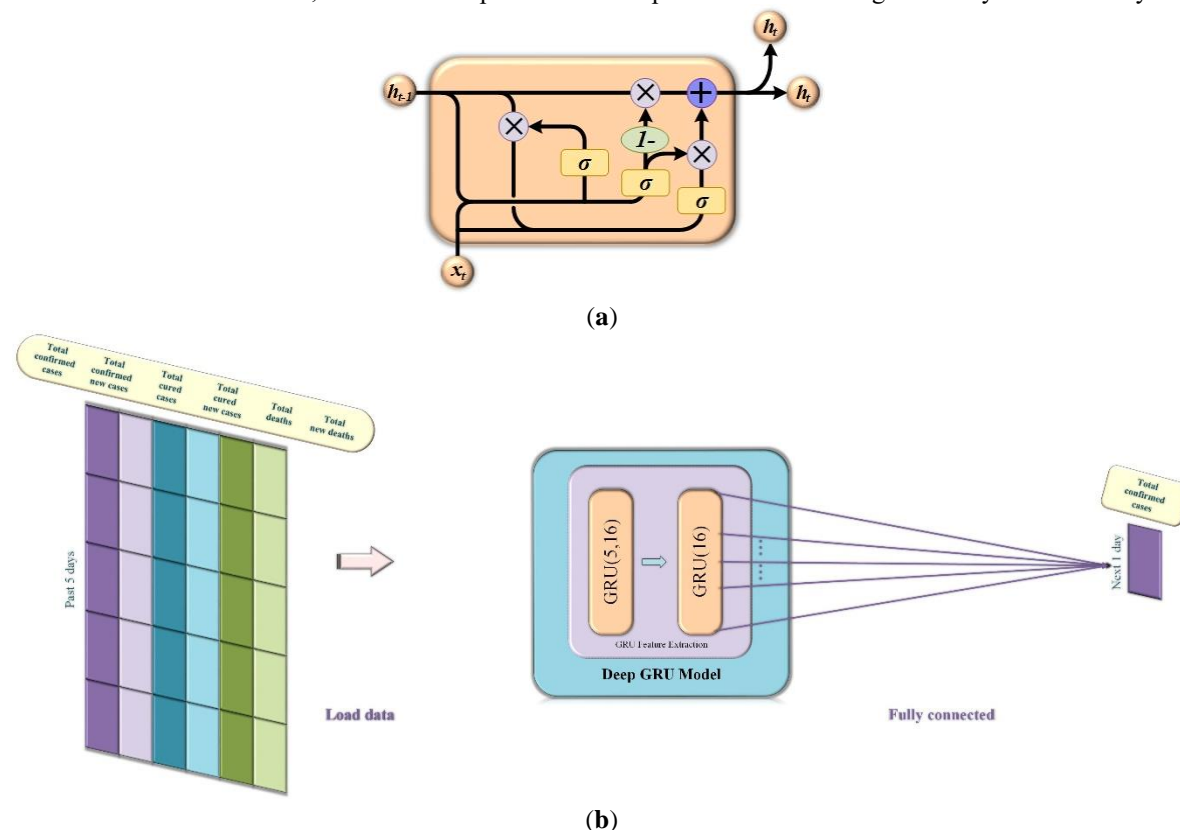 h_t
h_{t-1}
×
+
h_t
×
1-
×
σ
σ
σ
x_t
(a)
Total
confirmed
cases
Total
confirmed
new cases
Total
cured
cases
Total
cured
new cases
Total
deaths
Total
new deaths
Past 5 days
Load data
GRU(5,16)
GRU(16)
GRU Feature Extraction
Deep GRU Model
Fully connected
Total
confirmed
cases
Next 1 day
(b)